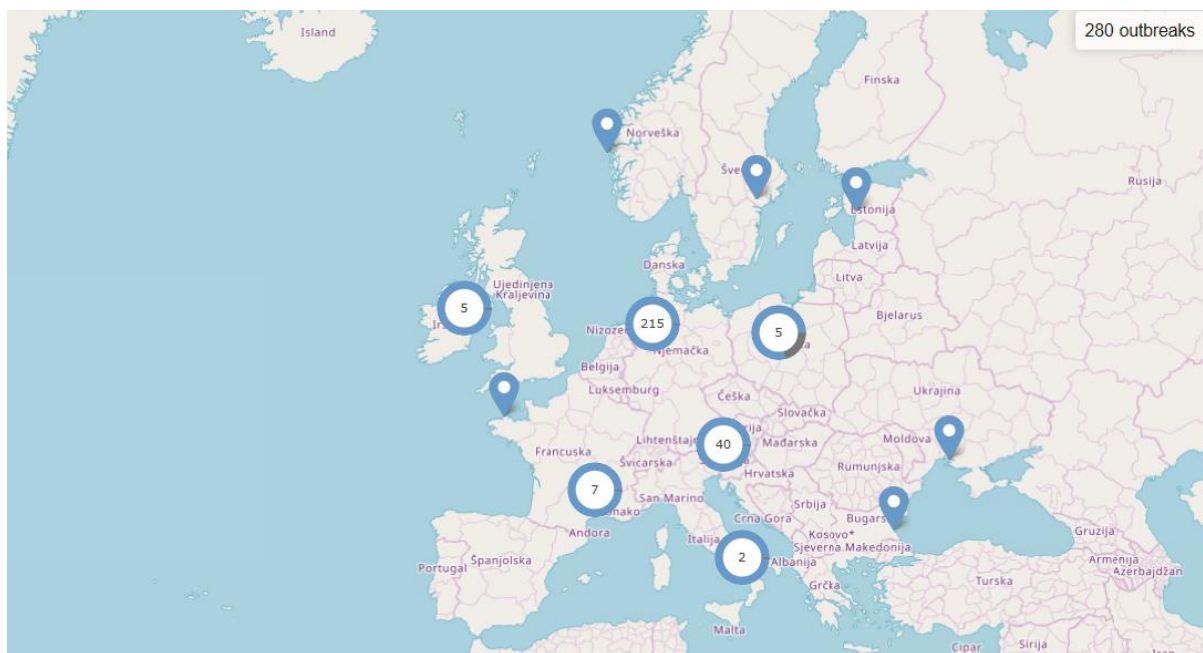 280 outbreaks
Island
Finska
Norveška
Šve
Rusija
Estonija
Latvija
Danska
Litva
Ujedinjena
Kraljevina
Bjelarus
5
215
5
Ir
Nizozem
Njemačka
Belgija
Luksemburg
Češka
Ukrajina
Slovačka
Lihtenštaj
40
Mađarska
Moldova
Francuska
Švicarska
Hrvatska
Rumunjska
7
San Marino
Srbija
Crna Gora
Bugars
Andora
Italija
Kosovo*
Sjeverna Makedonija
Gruzija
Portugal
Španjolska
2
Albanija
Armenija
Azerbajdžan
Grčka
Turska
Malta
Cipar
Sirija